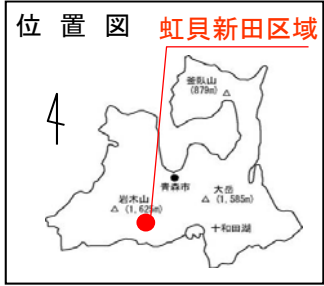 位置図
虹貝新田区域
釜臥山
(879m)
青森市
岩木山
(1,625m)
大岳
(1,585m)
十和田湖